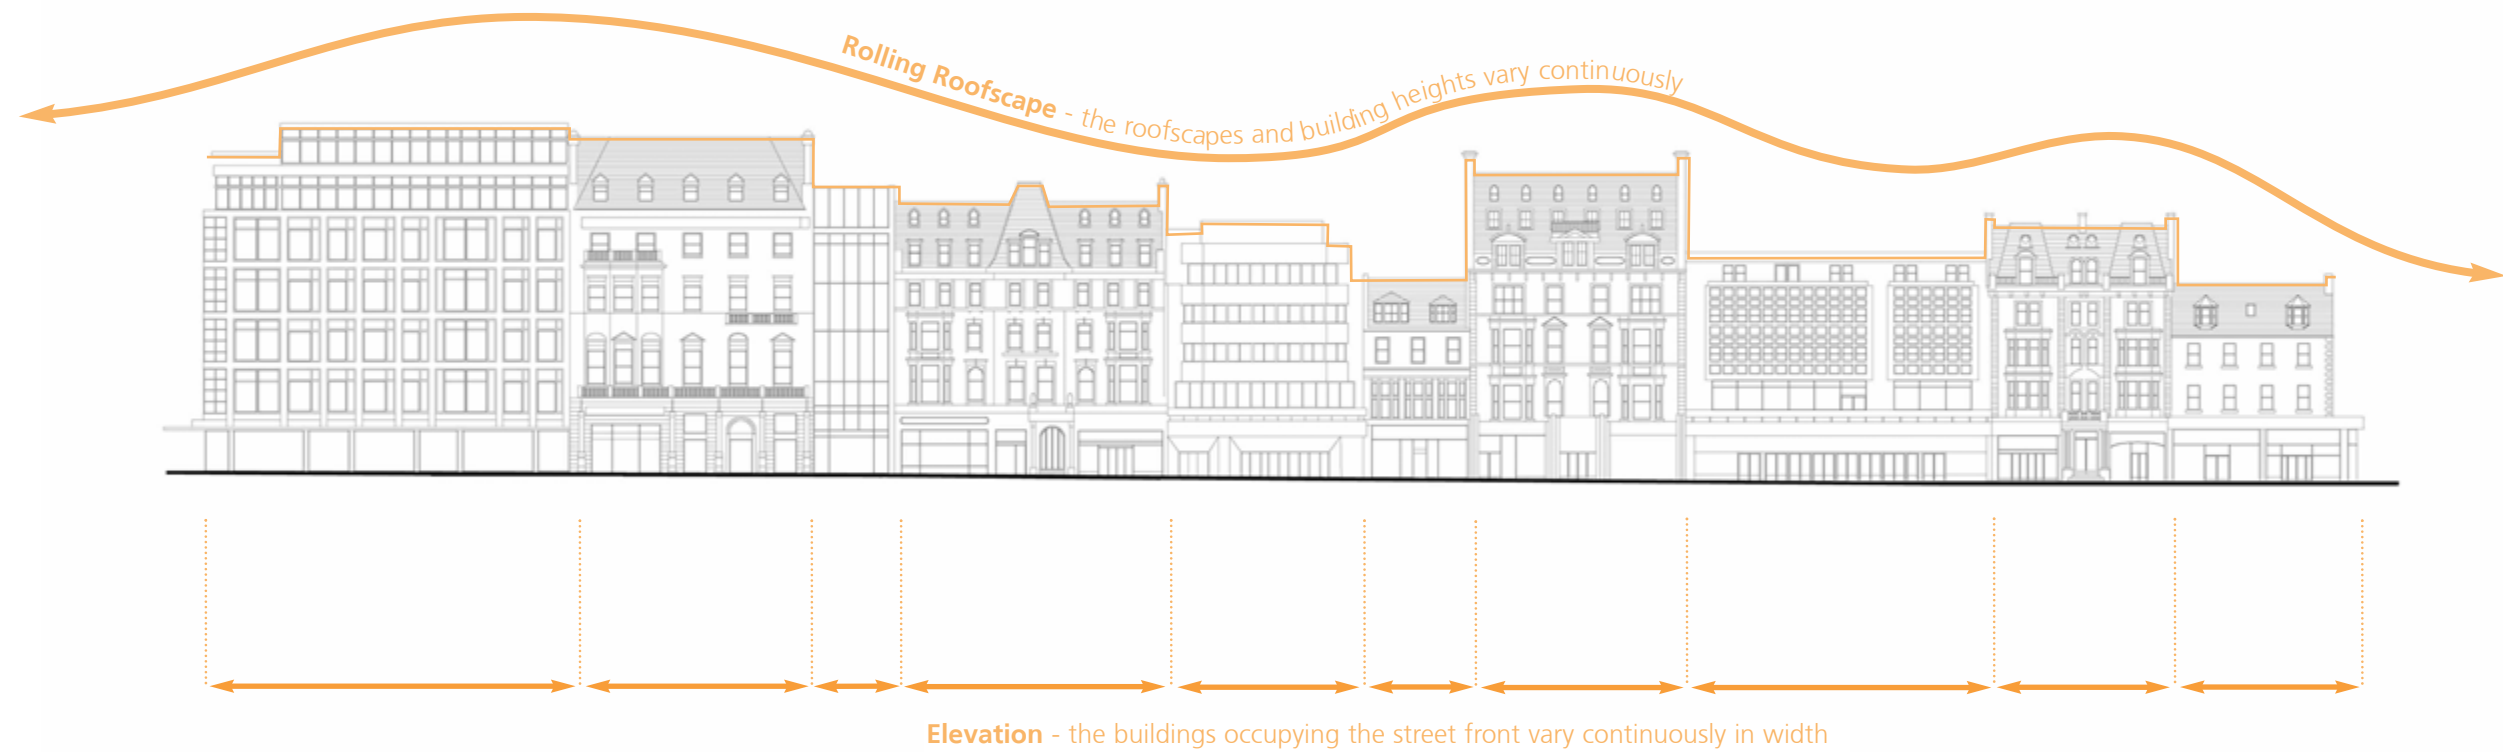 Rolling Roofscape - the roofscapes and building heights vary continuously
Elevation - the buildings occupying the street front vary continuously in width